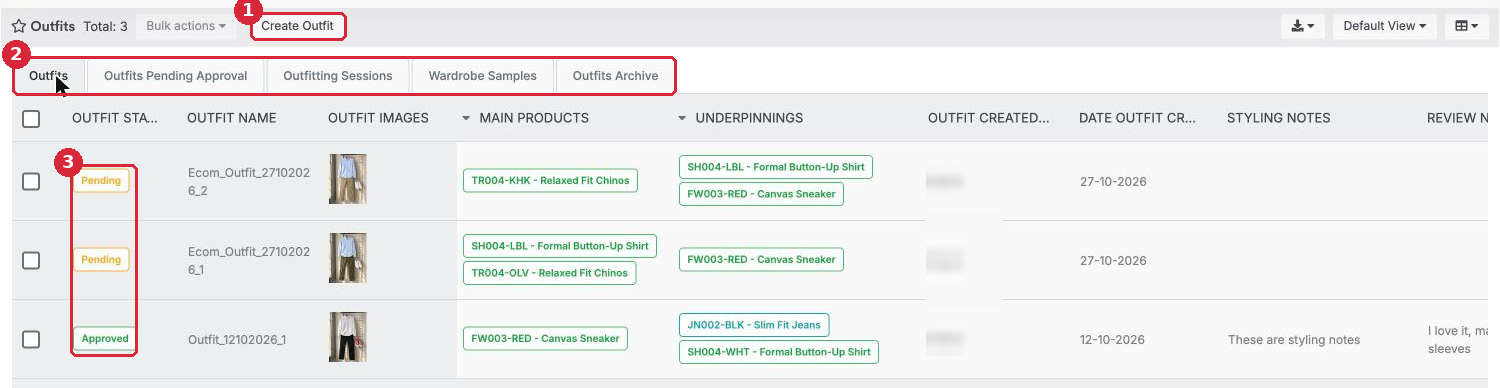 1
Outfits Total: 3 Bulk actions Create Outfit Default View
2
Outfits Outfits Pending Approval Outfitting Sessions Wardrobe Samples Outfits Archive
OUTFIT STA... OUTFIT NAME OUTFIT IMAGES MAIN PRODUCTS UNDERPINNINGS OUTFIT CREATED... DATE OUTFIT CR... STYLING NOTES REVIEW N
3
Pending
Ecom_Outfit_2710202
6_2
TR004-KHK - Relaxed Fit Chinos
SH004-LBL - Formal Button-Up Shirt
FW003-RED - Canvas Sneaker
27-10-2026
Pending
Ecom_Outfit_2710202
6_1
SH004-LBL - Formal Button-Up Shirt
TR004-OLV - Relaxed Fit Chinos
FW003-RED - Canvas Sneaker
27-10-2026
Approved
Outfit_12102026_1
FW003-RED - Canvas Sneaker
JN002-BLK - Slim Fit Jeans
SH004-WHT - Formal Button-Up Shirt
12-10-2026
These are styling notes
I love it, ma
sleeves